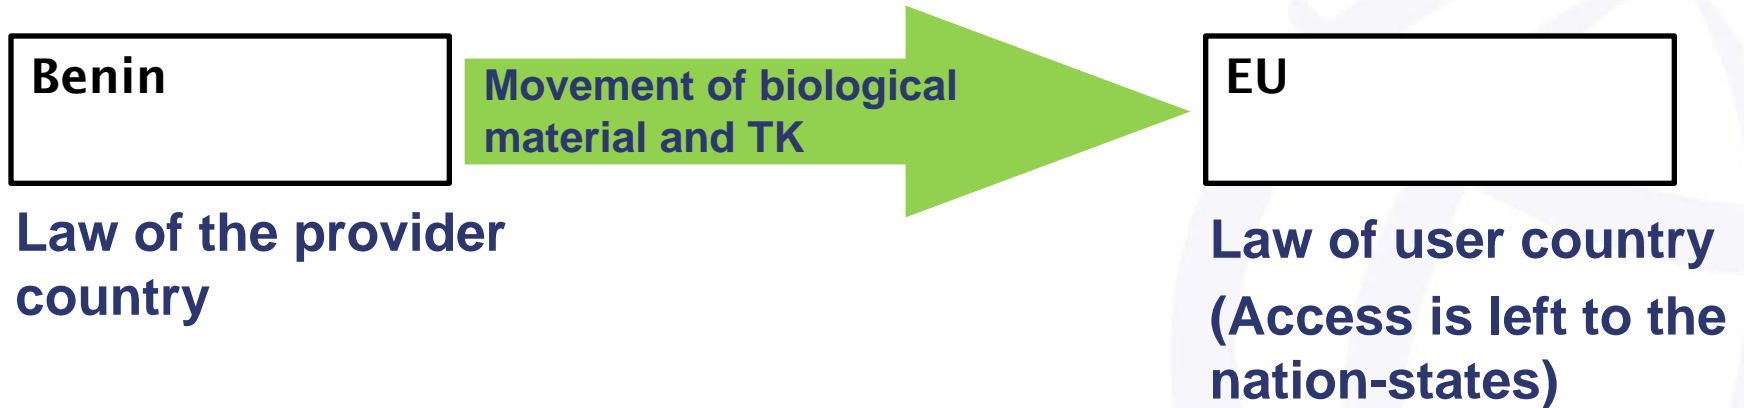 Benin
Movement of biological
material and TK
EU
Law of the provider
country
Law of user country
(Access is left to the
nation-states)